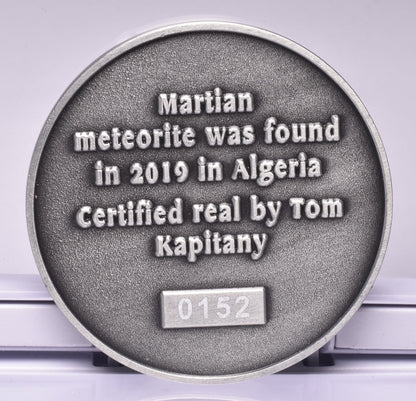 Martian
meteorite was found
in 2019 in Algeria
Certified real by Tom
Kapitany
0152